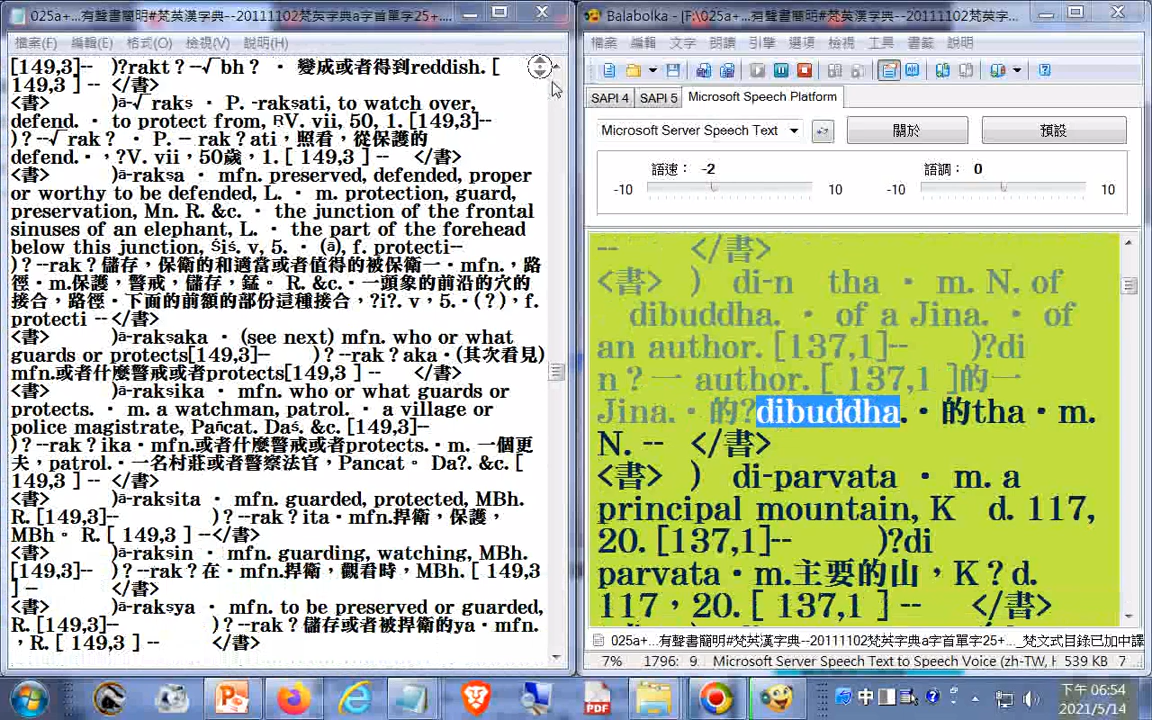 025a+...有聲書簡明#梵英漢字典--20111102梵英字典a字首單字25+...
檔案(F) 編輯(E) 格式(O) 檢視(V) 說明(H)
[149,3]-- )?rakt？─√bh？ · 變成或者得到reddish. [
149,3 ] -- </書>
<書> )ā-√ raks · P. -raksati, to watch over,
defend. · to protect from, RV. vii, 50, 1. [149,3]--
)？--√rak？ · P. ─ rak？ati，照看，從保護的
defend.·，?V. vii，50歲，1. [ 149,3 ] -- </書>
<書> )ā-raksa · mfn. preserved, defended, proper
or worthy to be defended, L. · m. protection, guard,
preservation, Mn. R. &c. · the junction of the frontal
sinuses of an elephant, L. · the part of the forehead
below this junction, Śiś. v, 5. · (ā), f. protecti--
)？--rak？儲存，保衛的和適當或者值得的被保衛一·mfn.，路
徑·m.保護，警戒，儲存，錳。 R. &c.·一頭象的前沿的穴的
接合，路徑·下面的前額的部份這種接合，?i?. v，5.·(？)，f.
protecti --</書>
<書> )ā-raksaka · (see next) mfn. who or what
guards or protects[149,3]-- )？--rak？aka·(其次看見)
mfn.或者什麼警戒或者protects[149,3 ] -- </書>
<書> )ā-raksika · mfn. who or what guards or
protects. · m. a watchman, patrol. · a village or
police magistrate, Pañcat. Daś. &c. [149,3]--
)？--rak？ika·mfn.或者什麼警戒或者protects.·m. 一個更
夫，patrol.·一名村莊或者警察法官，Pancat。 Da?. &c. [
149,3 ] -- </書>
<書> )ā-raksita · mfn. guarded, protected, MBh.
R. [149,3]-- )？--rak？ita·mfn.捍衛，保護，
MBh。 R. [ 149,3 ] --</書>
<書> )ā-raksin · mfn. guarding, watching, MBh.
[149,3]-- )？--rak？在·mfn.捍衛，觀看時，MBh. [ 149,3
] -- </書>
<書> )ā-raksya · mfn. to be preserved or guarded,
R. [149,3]-- )？--rak？儲存或者被捍衛的ya·mfn.
，R. [ 149,3 ] -- </書>
Balabolka - [F:\025a+...有聲書簡明#梵英漢字典--20111102梵英字...
檔案 編輯 文字 朗讀 引擎 選項 檢視 工具 書籤 說明
SAPI 4 SAPI 5 Microsoft Speech Platform
Microsoft Server Speech Text 關於 預設
語速： -2 語調： 0
-10 10 -10 10
-- </書>
<書> ) di-n tha · m. N. of
dibuddha. · of a Jina. · of
an author. [137,1]-- )?di
n？一 author. [ 137,1 ]的一
Jina.·的?dibuddha.·的tha·m.
N. -- </書>
<書> ) di-parvata · m. a
principal mountain, K d. 117,
20. [137,1]-- )?di
parvata·m.主要的山，K？d.
117，20. [ 137,1 ] -- </書>
025a+...有聲書簡明#梵英漢字典--20111102梵英字典a字首單字25+..._梵文式目錄已加中譯
7% 1796: 9 Microsoft Server Speech Text to Speech Voice (zh-TW, H 539 KB 7
中
下午 06:54
2021/5/14